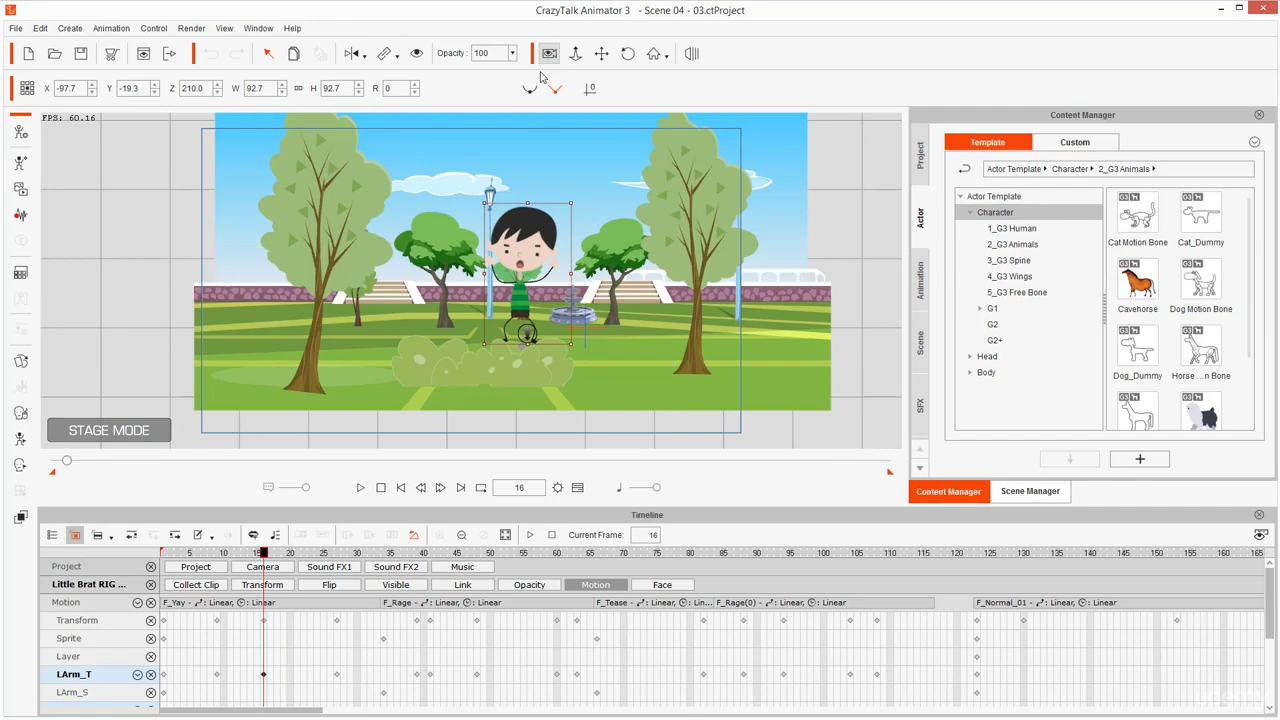 CrazyTalk Animator 3 - Scene 04 - 03.ctProject
File Edit Create Animation Control Render View Window Help
Opacity : 100
X -97.7 Y -19.3 Z 210.0 W 92.7 H 92.7 R 0
FPS: 60.16
STAGE MODE
Content Manager
Template Custom
Actor Template Character 2_G3 Animals
Project
Actor
Animation
Scene
SFX
Actor Template
Character
1_G3 Human
2_G3 Animals
3_G3 Spine
4_G3 Wings
5_G3 Free Bone
G1
G2
G2+
Head
Body
Cat Motion Bone Cat_Dummy
Cavehorse Dog Motion Bone
Dog_Dummy Horse ...n Bone
Content Manager Scene Manager
16
Timeline
Current Frame: 16
5 10 15 20 25 30 35 40 45 50 55 60 65 70 75 80 85 90 95 100 105 110 115 120 125 130 135 140 145 150 155 160 165
Project Project Camera Sound FX1 Sound FX2 Music
Little Brat RIG ... Collect Clip Transform Flip Visible Link Opacity Motion Face
Motion F_Yay - : Linear, : Linear F_Rage - : Linear, : Linear F_Tease - : Linear, : Lin... F_Rage(0) - : Linear, : Linear F_Normal_01 - : Linear, : Linear
Transform
Sprite
Layer
LArm_T
LArm_S
udemy